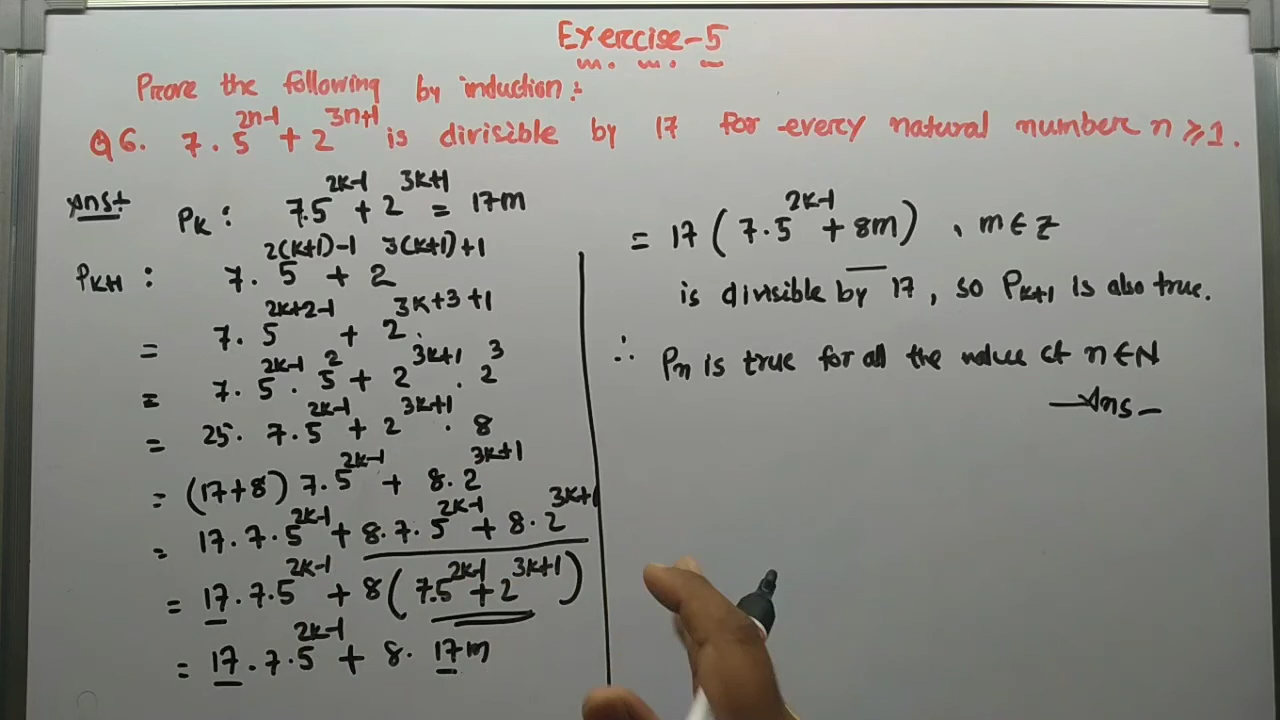 Exercise-5
Prove the following by induction:-
Q6. 7·5^{2n-1} + 2^{3n+1} is divisible by 17 for every natural number n ⩾ 1.
Ans:-
P_K : 7.5^{2K-1} + 2^{3K+1} = 17m
P_{K+1} : 7·5^{2(K+1)-1} + 2^{3(K+1)+1}
= 7·5^{2K+2-1} + 2^{3K+3+1}
= 7·5^{2K-1}·5^2 + 2^{3K+1}·2^3
= 25· 7·5^{2K-1} + 2^{3K+1}·8
= (17+8) 7·5^{2K-1} + 8·2^{3K+1}
= 17·7·5^{2K-1} + 8·7·5^{2K-1} + 8·2^{3K+1}
= 17·7·5^{2K-1} + 8(7.5^{2K-1} + 2^{3K+1})
= 17·7·5^{2K-1} + 8· 17m
= 17(7·5^{2K-1} + 8m) , m ∈ Z
is divisible by 17, so P_{K+1} is also true.
∴ P_n is true for all the value of n ∈ N
—Ans—